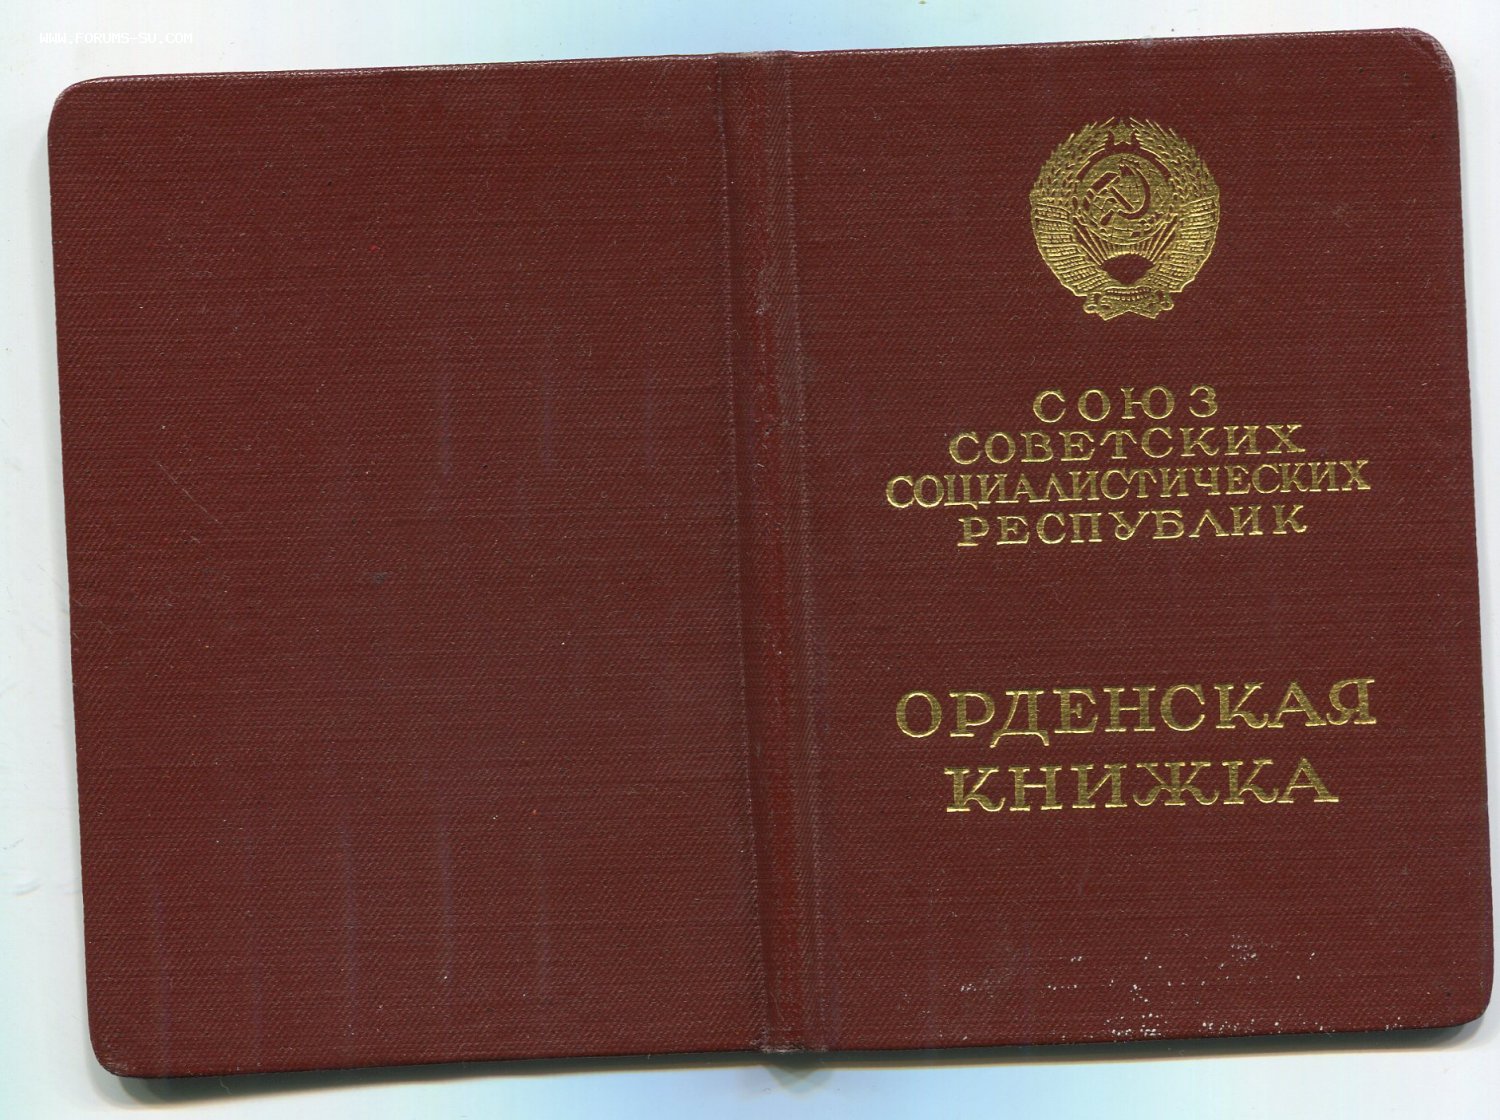 WWW.FORUMS-SU.COM
СОЮЗ
СОВЕТСКИХ
СОЦИАЛИСТИЧЕСКИХ
РЕСПУБЛИК
ОРДЕНСКАЯ
КНИЖКА